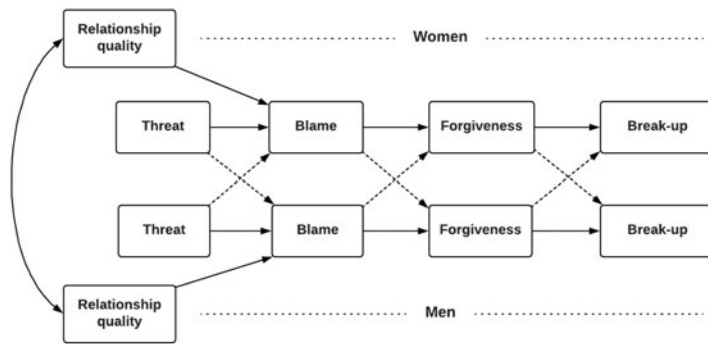 Relationship
quality
Women
Threat
Blame
Forgiveness
Break-up
Threat
Blame
Forgiveness
Break-up
Relationship
quality
Men